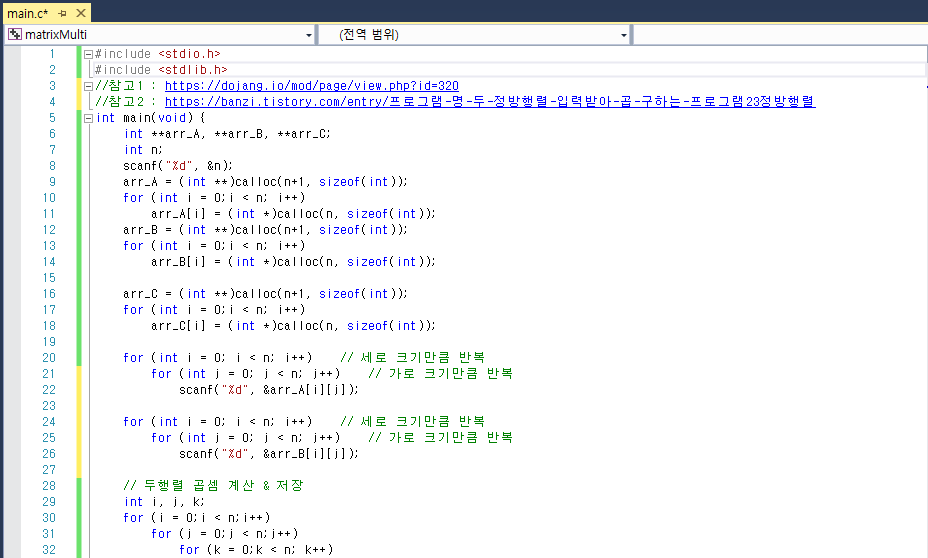 main.c*
matrixMulti (전역 범위)
1 #include <stdio.h>
2 #include <stdlib.h>
3 //참고1 : https://dojang.io/mod/page/view.php?id=320
4 //참고2 : https://banzi.tistory.com/entry/프로그램-명-두-정방행렬-입력받아-곱-구하는-프로그램23정방행렬
5 int main(void) {
6 int **arr_A, **arr_B, **arr_C;
7 int n;
8 scanf("%d", &n);
9 arr_A = (int **)calloc(n+1, sizeof(int));
10 for (int i = 0;i < n; i++)
11 arr_A[i] = (int *)calloc(n, sizeof(int));
12 arr_B = (int **)calloc(n+1, sizeof(int));
13 for (int i = 0;i < n; i++)
14 arr_B[i] = (int *)calloc(n, sizeof(int));
15
16 arr_C = (int **)calloc(n+1, sizeof(int));
17 for (int i = 0;i < n; i++)
18 arr_C[i] = (int *)calloc(n, sizeof(int));
19
20 for (int i = 0; i < n; i++) // 세로 크기만큼 반복
21 for (int j = 0; j < n; j++) // 가로 크기만큼 반복
22 scanf("%d", &arr_A[i][j]);
23
24 for (int i = 0; i < n; i++) // 세로 크기만큼 반복
25 for (int j = 0; j < n; j++) // 가로 크기만큼 반복
26 scanf("%d", &arr_B[i][j]);
27
28 // 두행렬 곱셈 계산 & 저장
29 int i, j, k;
30 for (i = 0;i < n;i++)
31 for (j = 0;j < n;j++)
32 for (k = 0;k < n; k++)